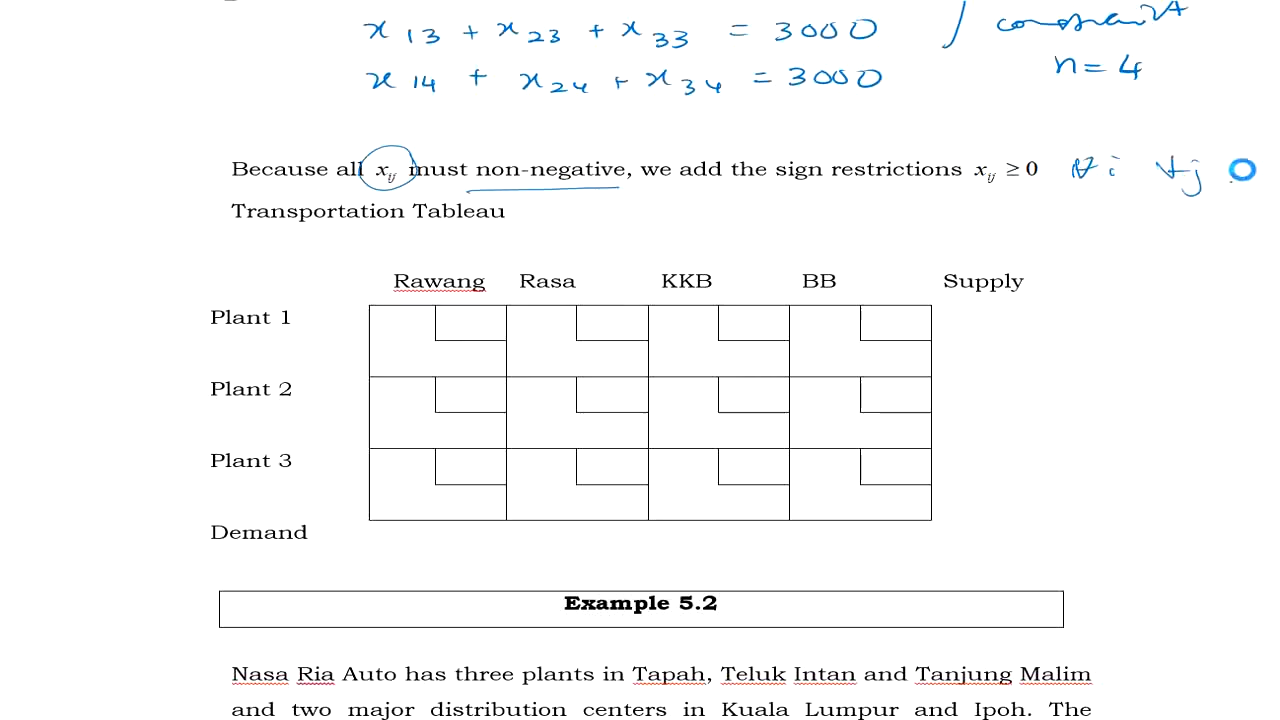 x13 + x23 + x33 = 3000 constraint
x14 + x24 + x34 = 3000 n = 4
Because all xij must non-negative, we add the sign restrictions xij ≥ 0 ∀i ∀j
Transportation Tableau
Rawang Rasa KKB BB Supply
Plant 1
Plant 2
Plant 3
Demand
Example 5.2
Nasa Ria Auto has three plants in Tapah, Teluk Intan and Tanjung Malim
and two major distribution centers in Kuala Lumpur and Ipoh. The